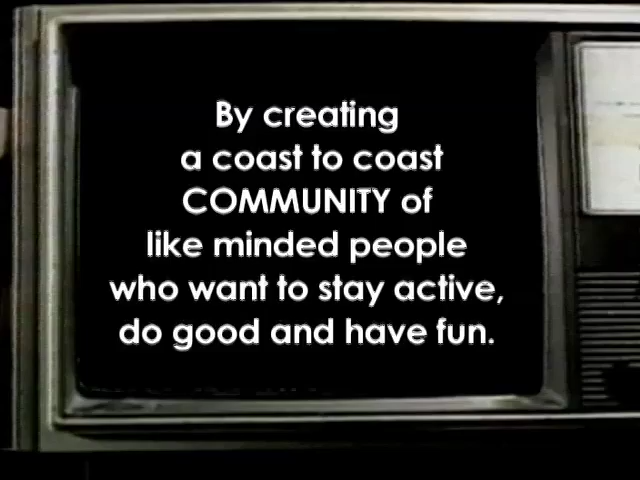 By creating
a coast to coast
COMMUNITY of
like minded people
who want to stay active,
do good and have fun.